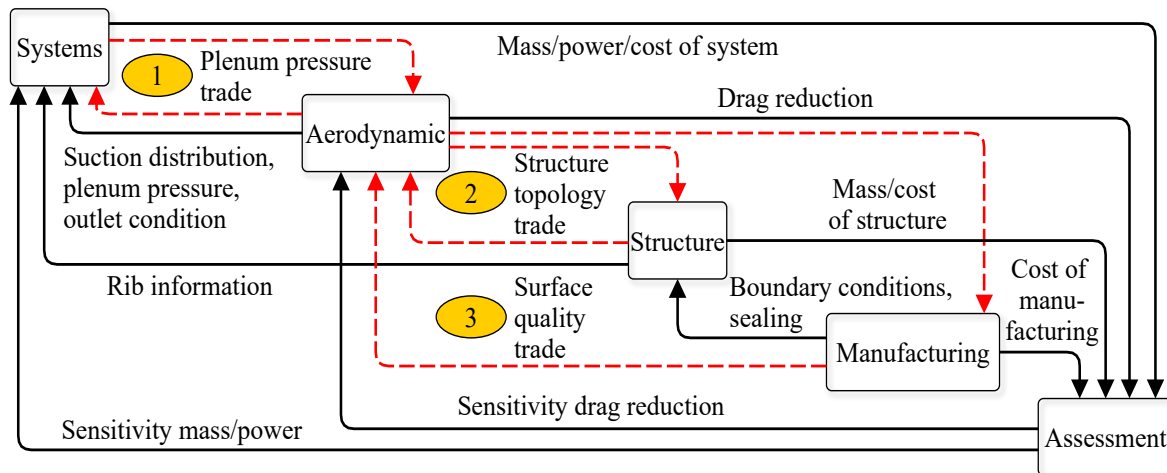 Systems
Mass/power/cost of system
1
Plenum pressure
trade
Drag reduction
Aerodynamic
Suction distribution,
plenum pressure,
outlet condition
2
Structure
topology
trade
Mass/cost
of structure
Structure
Rib information
3
Surface
quality
trade
Boundary conditions,
sealing
Cost of
manu-
facturing
Manufacturing
Sensitivity drag reduction
Sensitivity mass/power
Assessment